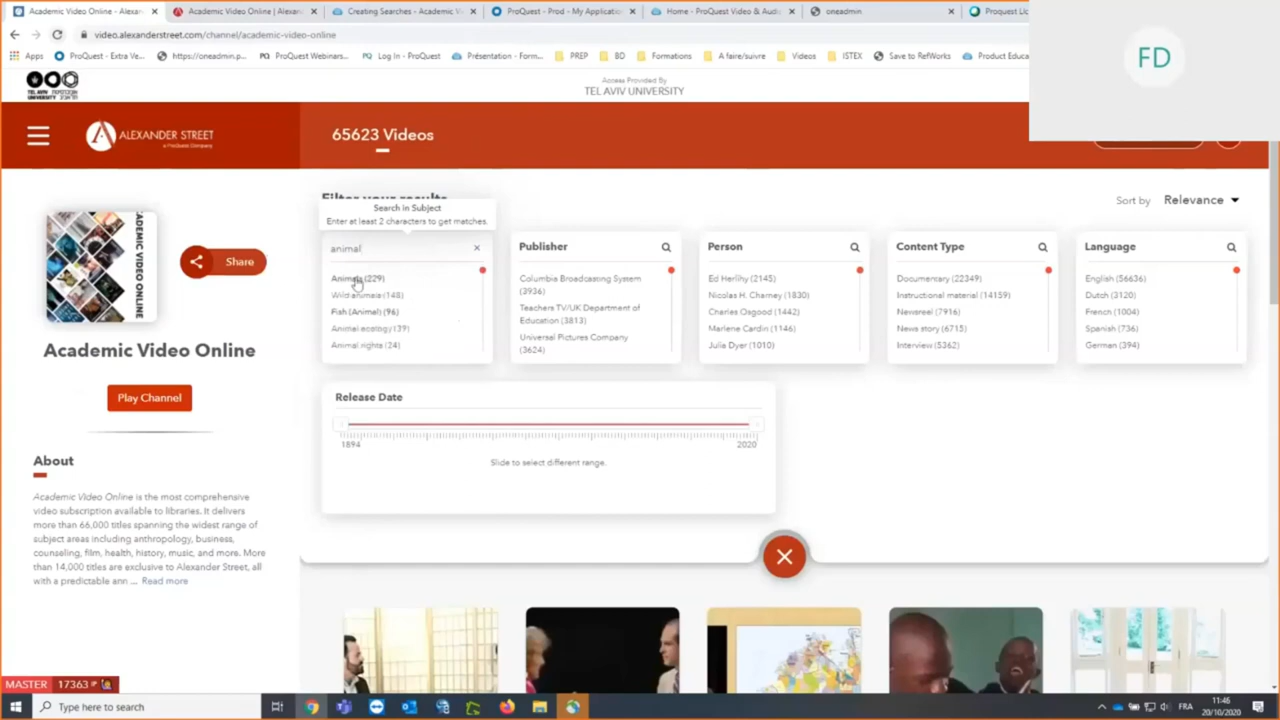 Academic Video Online - Alexan
Academic Video Online | Alexan
Creating Searches - Academic V
ProQuest - Prod - My Applicatio
Home - ProQuest Video & Audi
oneadmin
Proquest Lic
video.alexanderstreet.com/channel/academic-video-online
Apps
ProQuest - Extra Ve...
https://oneadmin.p...
ProQuest Webinars...
Log In - ProQuest
Présentation - Form...
PREP
BD
Formations
A faire/suivre
Videos
ISTEX
Save to RefWorks
Product Educa
TEL AVIV UNIVERSITY
Access Provided By
TEL AVIV UNIVERSITY
FD
ALEXANDER STREET
a ProQuest Company
65623 Videos
Filter your results
Sort by Relevance
Search in Subject
Enter at least 2 characters to get matches.
animal
Animals (229)
Wild animals (148)
Fish (Animal) (96)
Animal ecology (39)
Animal rights (24)
Publisher
Columbia Broadcasting System
(3936)
Teachers TV/UK Department of
Education (3813)
Universal Pictures Company
(3624)
Person
Ed Herlihy (2145)
Nicolas H. Charney (1830)
Charles Osgood (1442)
Marlene Cardin (1146)
Julia Dyer (1010)
Content Type
Documentary (22349)
Instructional material (14159)
Newsreel (7916)
News story (6715)
Interview (5362)
Language
English (56636)
Dutch (3120)
French (1004)
Spanish (736)
German (394)
ACADEMIC VIDEO ONLINE
Share
Academic Video Online
Play Channel
Release Date
1894
2020
Slide to select different range.
About
Academic Video Online is the most comprehensive
video subscription available to libraries. It delivers
more than 66,000 titles spanning the widest range of
subject areas including anthropology, business,
counseling, film, health, history, music, and more. More
than 14,000 titles are exclusive to Alexander Street, all
with a predictable ann ... Read more
MASTER 17363
Type here to search
FRA
11:46
20/10/2020